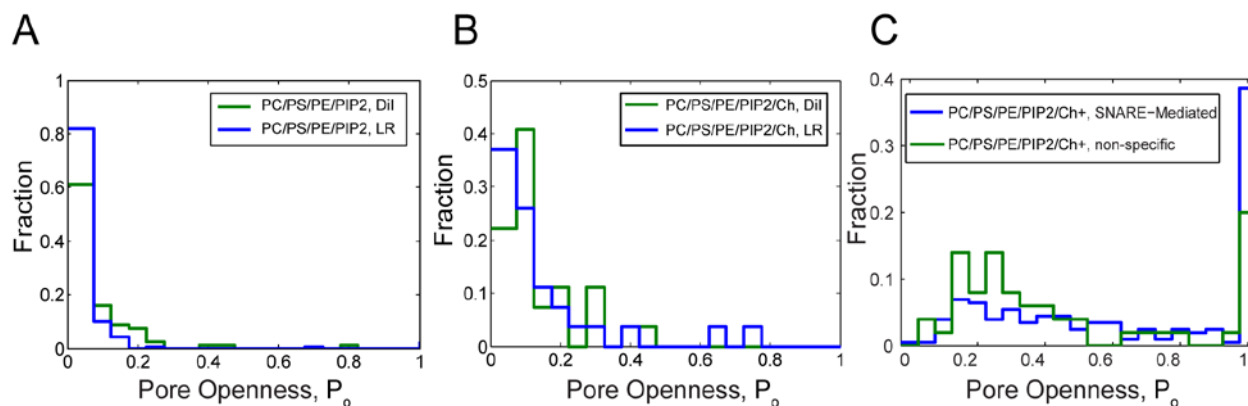 A
1
0.8
0.6
0.4
0.2
0
0
0.2
0.4
0.6
0.8
1
Fraction
Pore Openness, Po
PC/PS/PE/PIP2, DiI
PC/PS/PE/PIP2, LR
B
0.5
0.4
0.3
0.2
0.1
0
0
0.2
0.4
0.6
0.8
1
Fraction
Pore Openness, Po
PC/PS/PE/PIP2/Ch, DiI
PC/PS/PE/PIP2/Ch, LR
C
0.4
0.3
0.2
0.1
0
0
0.2
0.4
0.6
0.8
1
Fraction
Pore Openness, Po
PC/PS/PE/PIP2/Ch+, SNARE-Mediated
PC/PS/PE/PIP2/Ch+, non-specific